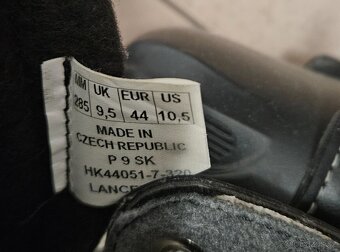 MM UK EUR US
285 9,5 44 10,5
MADE IN
CZECH REPUBLIC
P 9 SK
HK44051-7-320
LANCE